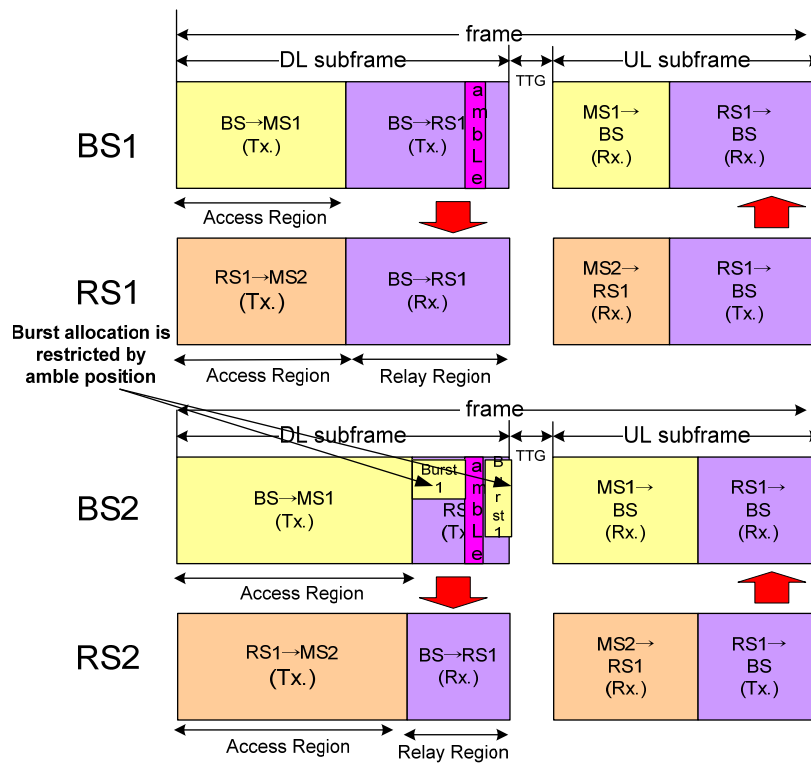 frame
DL subframe
TTG
UL subframe
BS1
BS→MS1
(Tx.)
BS→RS1
(Tx.)
a
m
b
L
e
MS1→
BS
(Rx.)
RS1→
BS
(Rx.)
Access Region
RS1
RS1→MS2
(Tx.)
BS→RS1
(Rx.)
MS2→
RS1
(Rx.)
RS1→
BS
(Tx.)
Burst allocation is
restricted by
amble position
Access Region
Relay Region
frame
DL subframe
TTG
UL subframe
BS2
BS→MS1
(Tx.)
Burst
1
RS
(Tx
a
m
b
L
e
B
r
st
1
MS1→
BS
(Rx.)
RS1→
BS
(Rx.)
Access Region
RS2
RS1→MS2
(Tx.)
BS→RS1
(Rx.)
MS2→
RS1
(Rx.)
RS1→
BS
(Tx.)
Access Region
Relay Region